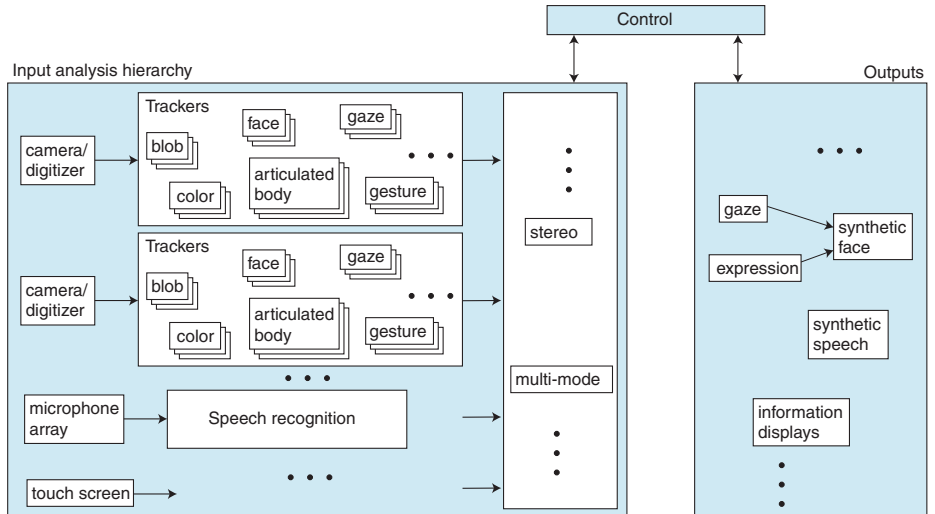 Control
Input analysis hierarchy
Outputs
Trackers
face
gaze
blob
camera/
digitizer
articulated
body
color
gesture
Trackers
face
gaze
blob
camera/
digitizer
articulated
body
color
gesture
stereo
multi-mode
microphone
array
Speech recognition
touch screen
gaze
synthetic
face
expression
synthetic
speech
information
displays